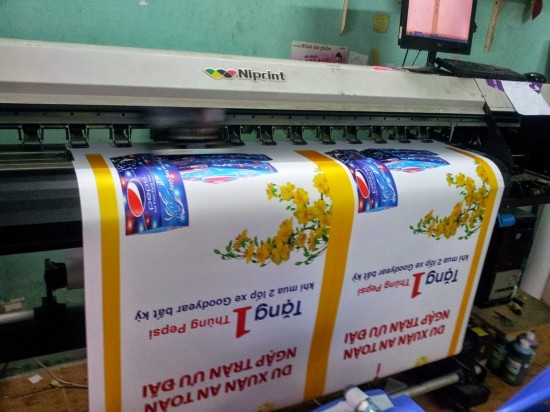 Niprint
DU XUÂN AN TOÀN
NGẬP TRÀN ƯU ĐÃI
Tặng 1 Thùng Pepsi
khi mua 2 lốp xe Goodyear bất kỳ
pepsi
DU XUÂN AN TOÀN
NGẬP TRÀN ƯU ĐÃI
Tặng 1 Thùng Pepsi
khi mua 2 lốp xe Goodyear bất kỳ